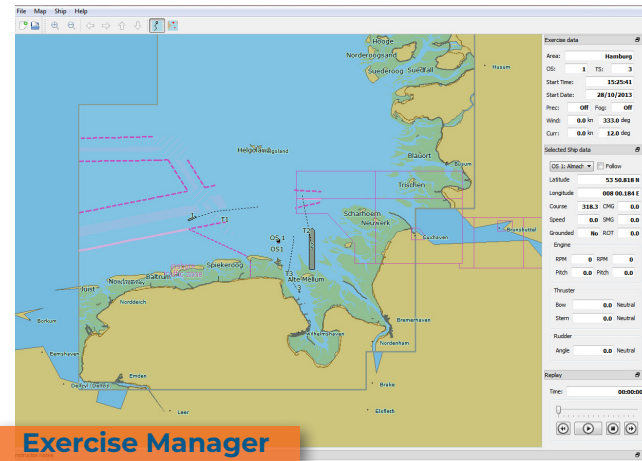 File Map Ship Help
Hooge
Norderoogsand
Suederoog Suedfall
Husum
Helgoland
Blauort
Busum
Trischen
Scharhoern
Neuwerk
Cuxhaven
Brunsbuttel
T1
T2
OS 1
OS1
T3
3
Alte Mellum
Spiekeroog
Baltrum
Juist
Norddeich
Borkum
Wilhelmshaven
Bremerhaven
Nordenham
Eemshaven
Emden
Brake
Leer
Elsfleth
Exercise Manager
Exercise data
Area: Hamburg
OS: 1 TS: 3
Start Time: 15:25:41
Start Date: 28/10/2013
Prec: Off Fog: Off
Wind: 0.0 kn 333.0 deg
Curr: 0.0 kn 12.0 deg
Selected Ship data
OS 1: Almach Follow
Latitude 53 50.818 N
Longitude 008 00.184 E
Course 318.3 CMG 0.0
Speed 0.0 SMG 0.0
Grounded No ROT 0.0
Engine
RPM 0 RPM 0
Pitch 0.0 Pitch 0.0
Thruster
Bow 0.0 Neutral
Stern 0.0 Neutral
Rudder
Angle 0.0 Neutral
Replay
Time: 00:00:00